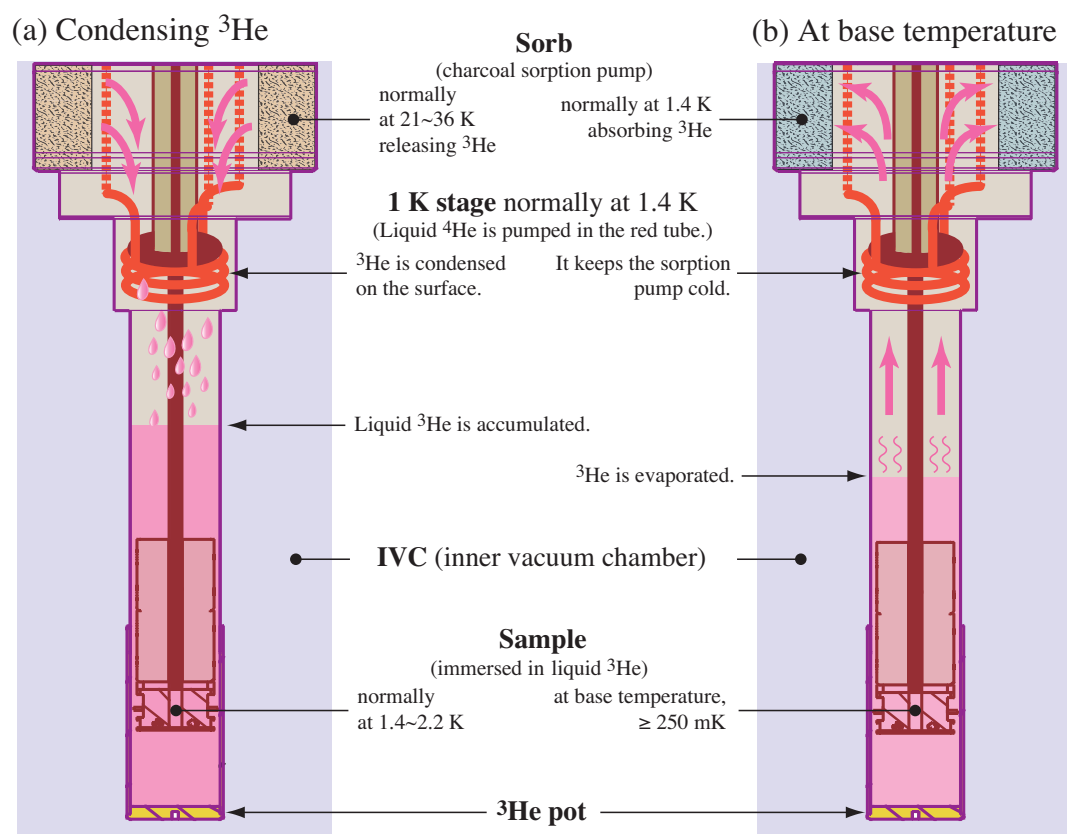 (a) Condensing ³He
(b) At base temperature
Sorb
(charcoal sorption pump)
normally
at 21~36 K
releasing ³He
normally at 1.4 K
absorbing ³He
1 K stage normally at 1.4 K
(Liquid ⁴He is pumped in the red tube.)
³He is condensed
on the surface.
It keeps the sorption
pump cold.
Liquid ³He is accumulated.
³He is evaporated.
IVC (inner vacuum chamber)
Sample
(immersed in liquid ³He)
normally
at 1.4~2.2 K
at base temperature,
≥ 250 mK
³He pot